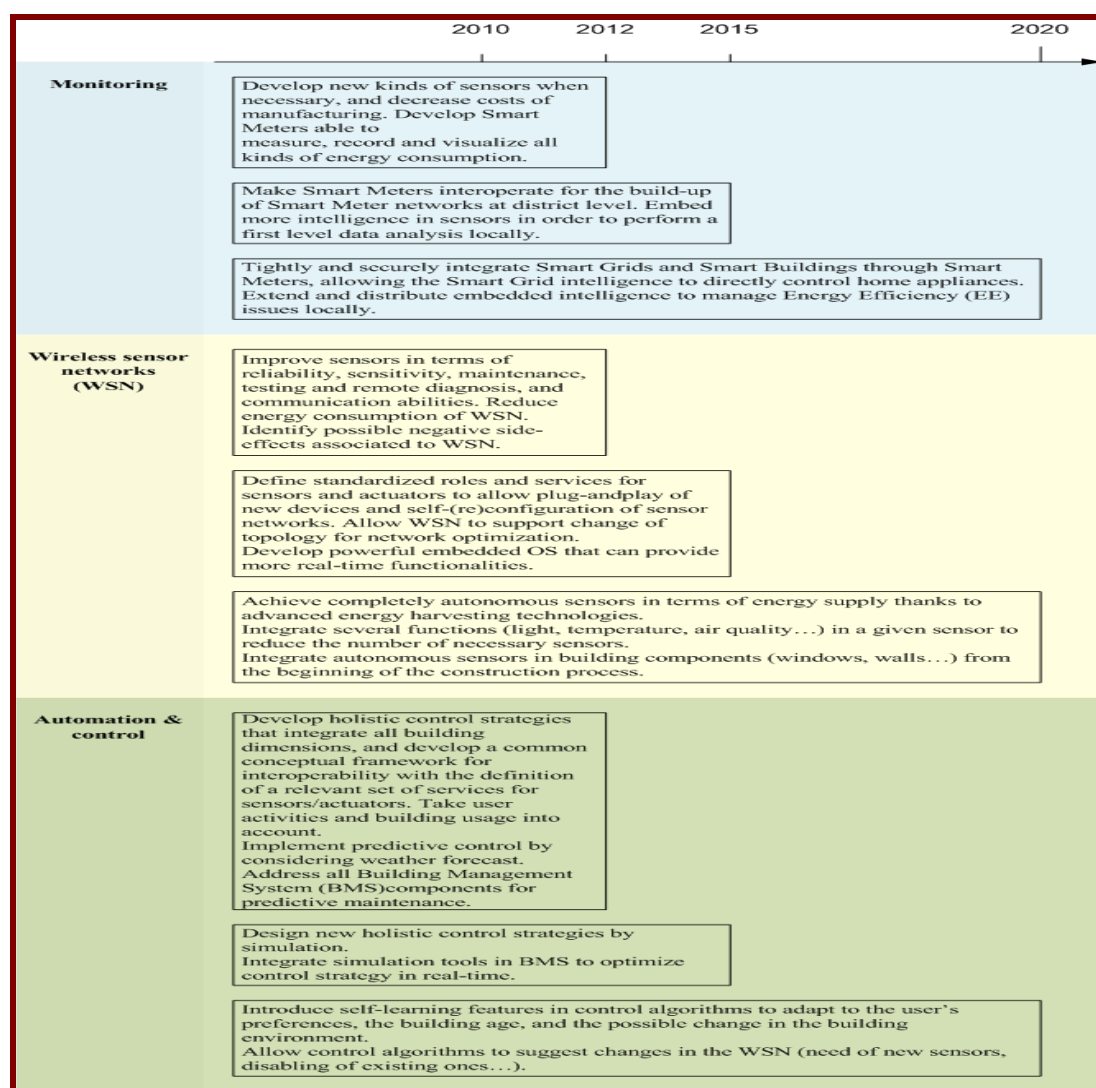 2010 2012 2015 2020
Monitoring
Develop new kinds of sensors when
necessary, and decrease costs of
manufacturing. Develop Smart
Meters able to
measure, record and visualize all
kinds of energy consumption.
Make Smart Meters interoperate for the build-up
of Smart Meter networks at district level. Embed
more intelligence in sensors in order to perform a
first level data analysis locally.
Tightly and securely integrate Smart Grids and Smart Buildings through Smart
Meters, allowing the Smart Grid intelligence to directly control home appliances.
Extend and distribute embedded intelligence to manage Energy Efficiency (EE)
issues locally.
Wireless sensor
networks
(WSN)
Improve sensors in terms of
reliability, sensitivity, maintenance,
testing and remote diagnosis, and
communication abilities. Reduce
energy consumption of WSN.
Identify possible negative side-
effects associated to WSN.
Define standardized roles and services for
sensors and actuators to allow plug-andplay of
new devices and self-(re)configuration of sensor
networks. Allow WSN to support change of
topology for network optimization.
Develop powerful embedded OS that can provide
more real-time functionalities.
Achieve completely autonomous sensors in terms of energy supply thanks to
advanced energy harvesting technologies.
Integrate several functions (light, temperature, air quality…) in a given sensor to
reduce the number of necessary sensors.
Integrate autonomous sensors in building components (windows, walls…) from
the beginning of the construction process.
Automation &
control
Develop holistic control strategies
that integrate all building
dimensions, and develop a common
conceptual framework for
interoperability with the definition
of a relevant set of services for
sensors/actuators. Take user
activities and building usage into
account.
Implement predictive control by
considering weather forecast.
Address all Building Management
System (BMS)components for
predictive maintenance.
Design new holistic control strategies by
simulation.
Integrate simulation tools in BMS to optimize
control strategy in real-time.
Introduce self-learning features in control algorithms to adapt to the user's
preferences, the building age, and the possible change in the building
environment.
Allow control algorithms to suggest changes in the WSN (need of new sensors,
disabling of existing ones…).